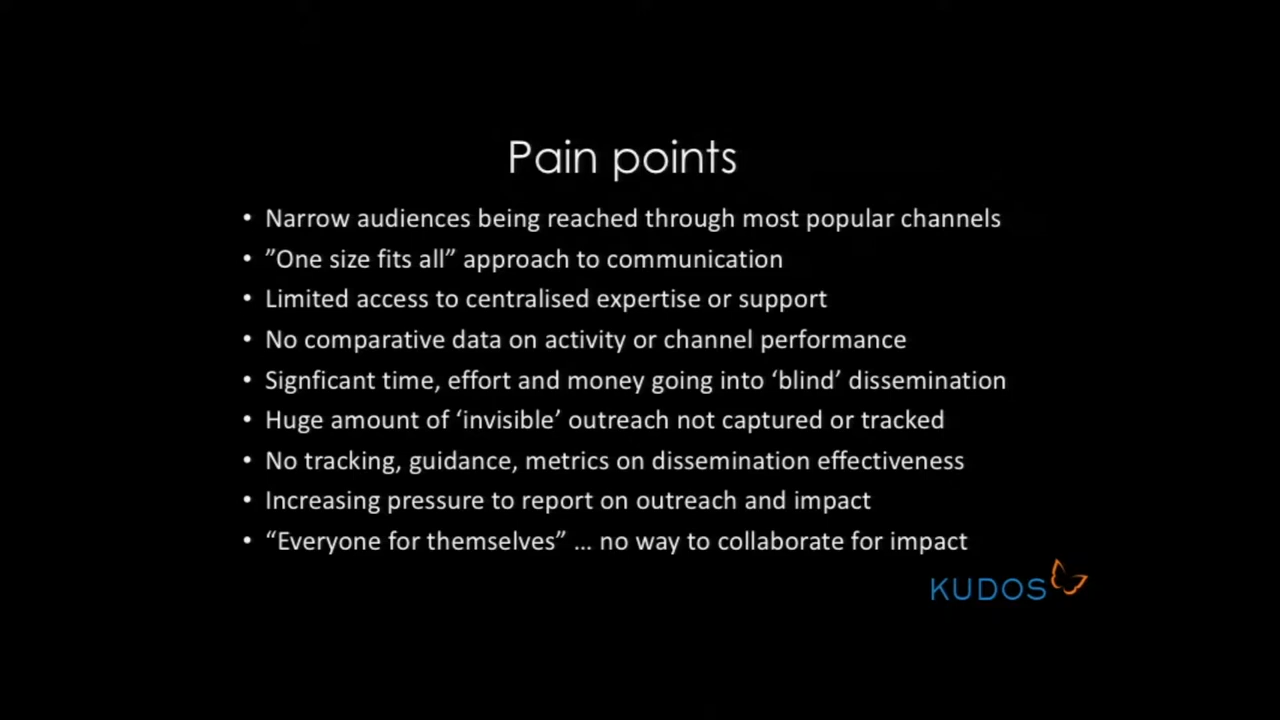 Pain points
• Narrow audiences being reached through most popular channels
• ”One size fits all” approach to communication
• Limited access to centralised expertise or support
• No comparative data on activity or channel performance
• Signficant time, effort and money going into ‘blind’ dissemination
• Huge amount of ‘invisible’ outreach not captured or tracked
• No tracking, guidance, metrics on dissemination effectiveness
• Increasing pressure to report on outreach and impact
• “Everyone for themselves” … no way to collaborate for impact
KUDOS